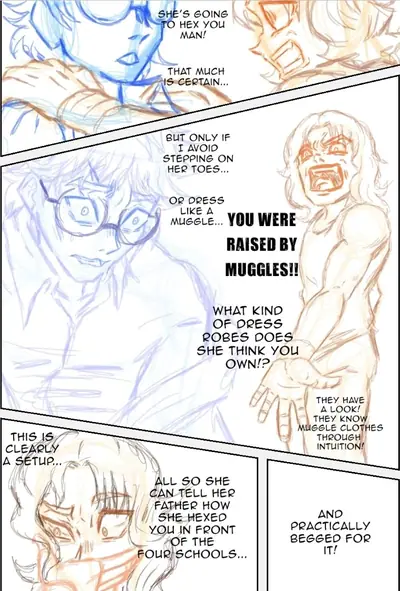 SHE'S GOING
TO HEX YOU
MAN!
THAT MUCH
IS CERTAIN...
BUT ONLY IF
I AVOID
STEPPING ON
HER TOES...
OR DRESS
LIKE A
MUGGLE...
YOU WERE
RAISED BY
MUGGLES!!
WHAT KIND
OF DRESS
ROBES DOES
SHE THINK YOU
OWN!?
THEY HAVE
A LOOK!
THEY KNOW
MUGGLE CLOTHES
THROUGH
INTUITION!
THIS IS
CLEARLY
A SETUP...
ALL SO SHE
CAN TELL HER
FATHER HOW
SHE HEXED
YOU IN FRONT
OF THE
FOUR SCHOOLS...
AND
PRACTICALLY
BEGGED FOR
IT!